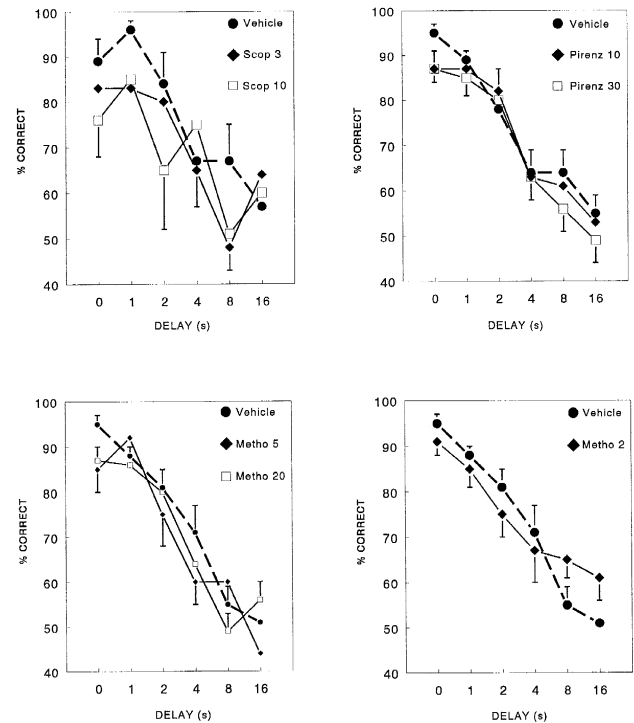 100
90
80
70
60
50
40
% CORRECT
Vehicle
Scop 3
Scop 10
0 1 2 4 8 16
DELAY (s)
100
90
80
70
60
50
40
% CORRECT
Vehicle
Pirenz 10
Pirenz 30
0 1 2 4 8 16
DELAY (s)
100
90
80
70
60
50
40
% CORRECT
Vehicle
Metho 5
Metho 20
0 1 2 4 8 16
DELAY (s)
100
90
80
70
60
50
40
% CORRECT
Vehicle
Metho 2
0 1 2 4 8 16
DELAY (s)